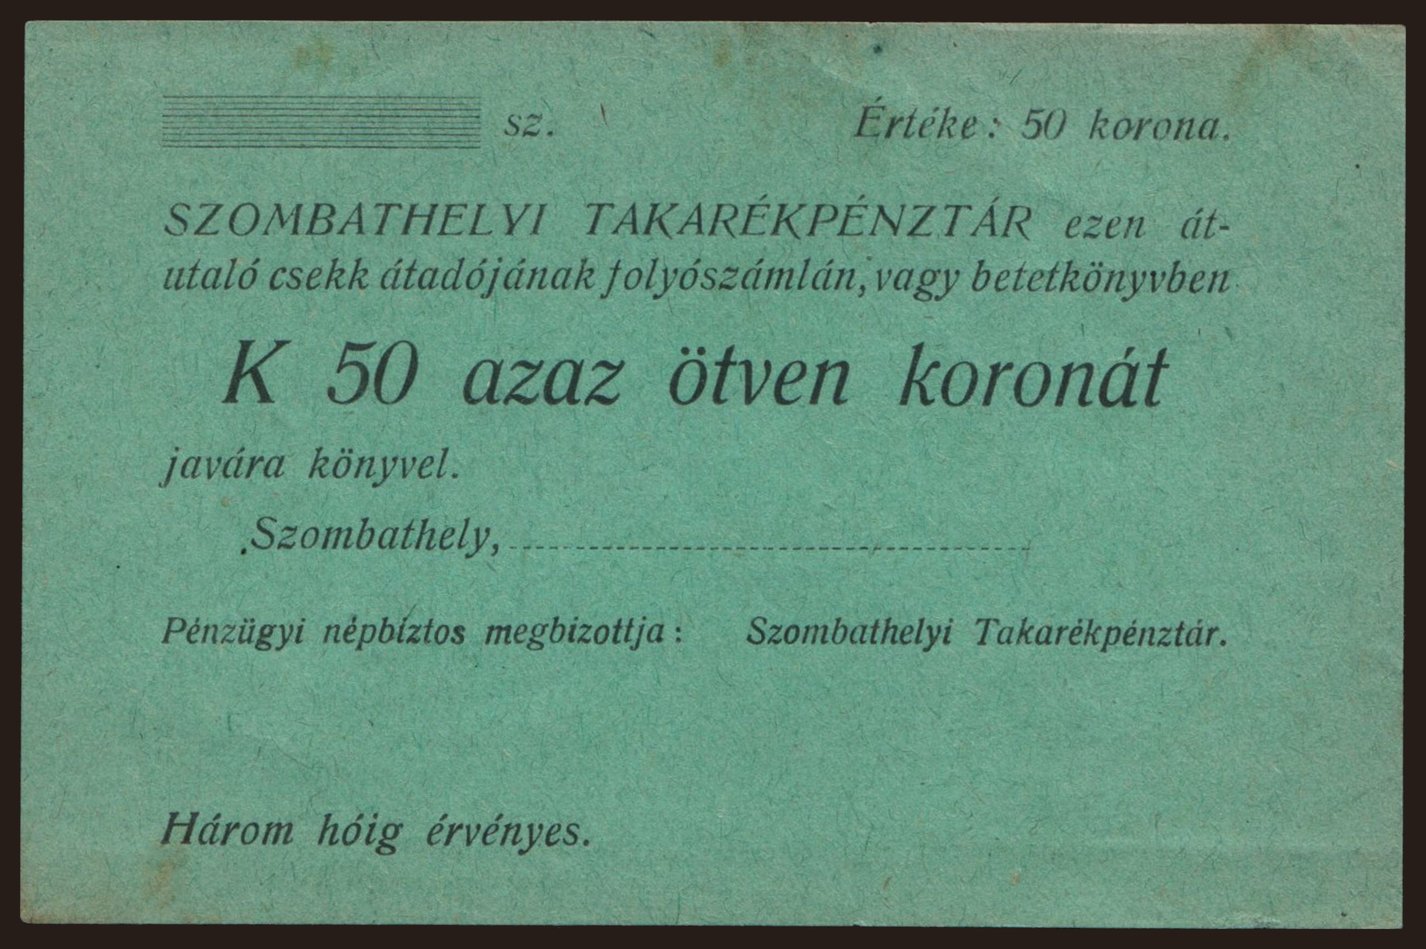 sz. Értéke: 50 korona.
SZOMBATHELYI TAKARÉKPÉNZTÁR ezen át-
utaló csekk átadójának folyószámlán, vagy betetkönyvben
K 50 azaz ötven koronát
javára könyvel.
Szombathely,
Pénzügyi népbiztos megbizottja: Szombathelyi Takarékpénztár.
Három hóig érvényes.